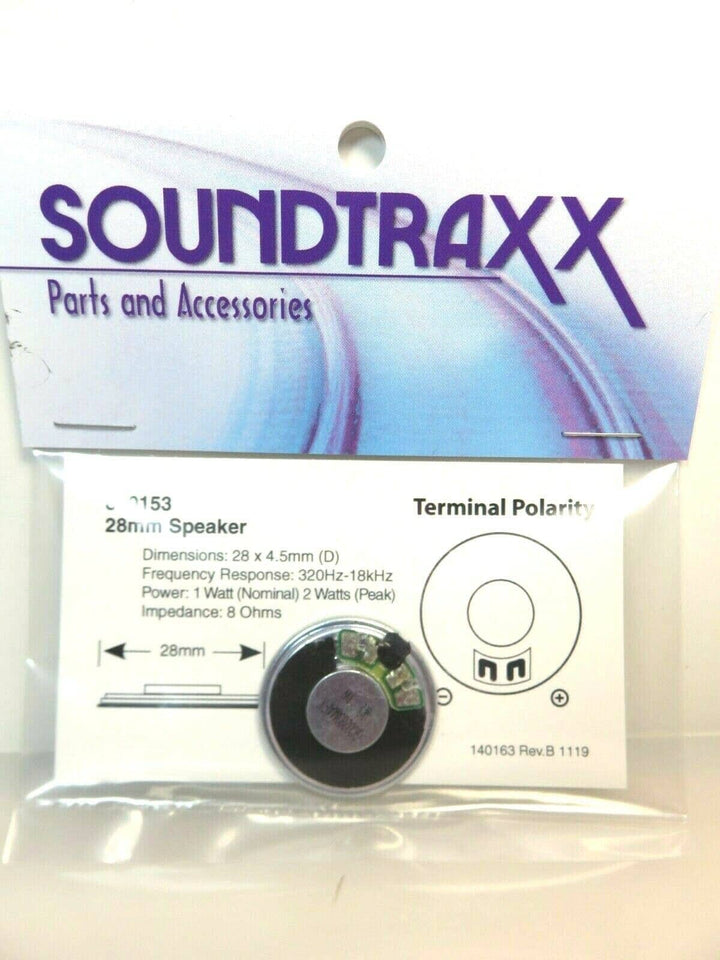 SOUNDTRAXX
Parts and Accessories
28mm Speaker
Dimensions: 28 x 4.5mm (D)
Frequency Response: 320Hz-18kHz
Power: 1 Watt (Nominal) 2 Watts (Peak)
Impedance: 8 Ohms
28mm
Terminal Polarity
140163 Rev.B 1119